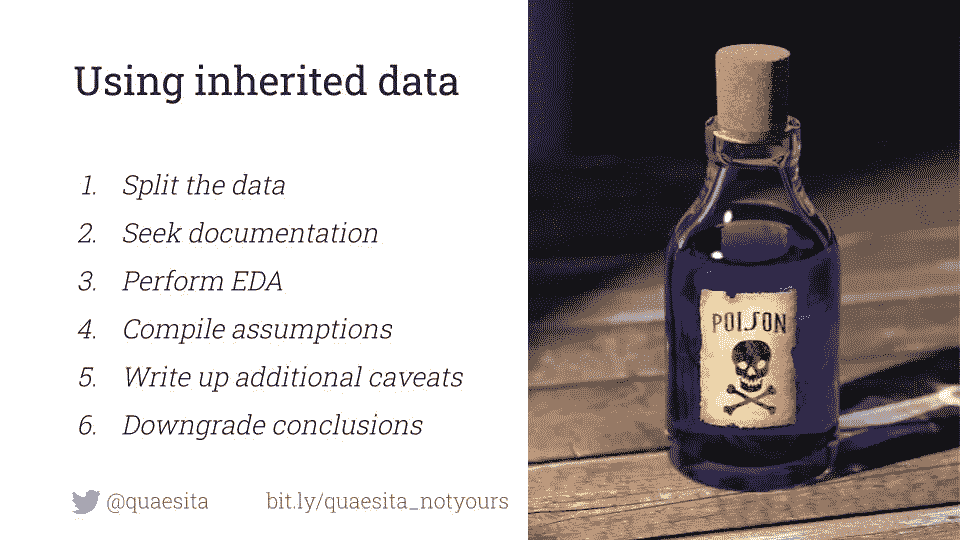 Using inherited data
1. Split the data
2. Seek documentation
3. Perform EDA
4. Compile assumptions
5. Write up additional caveats
6. Downgrade conclusions
@quaesita bit.ly/quaesita_notyours
POISON